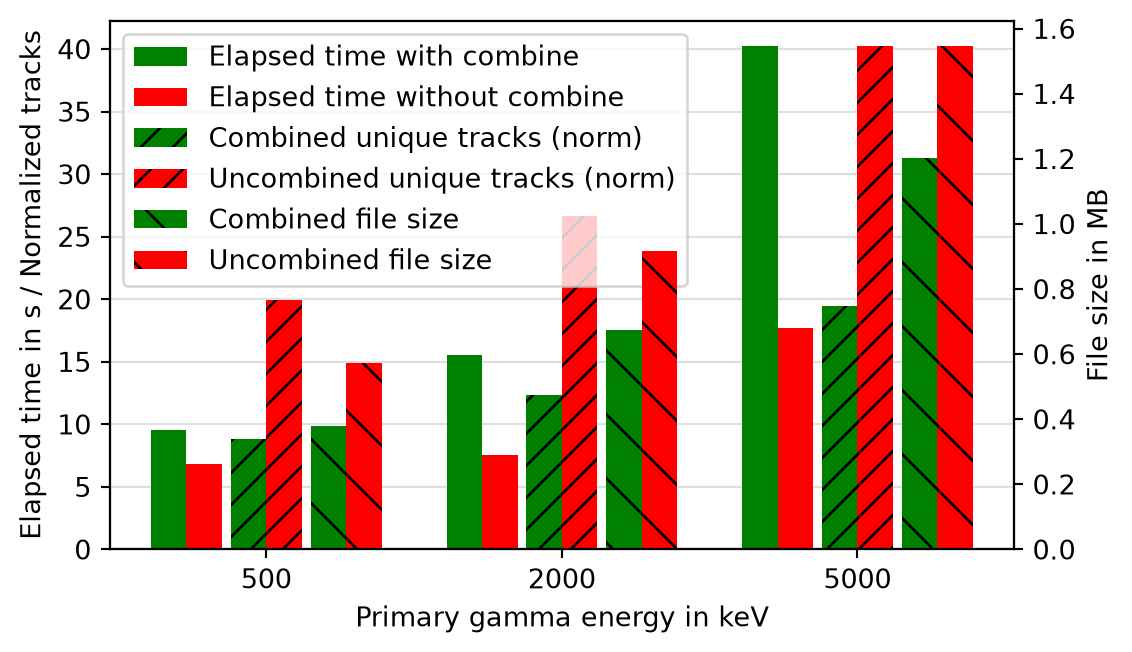 Elapsed time in s / Normalized tracks
40
35
30
25
20
15
10
5
0
Elapsed time with combine
Elapsed time without combine
Combined unique tracks (norm)
Uncombined unique tracks (norm)
Combined file size
Uncombined file size
1.6
1.4
1.2
1.0
0.8
0.6
0.4
0.2
0.0
File size in MB
500
2000
5000
Primary gamma energy in keV